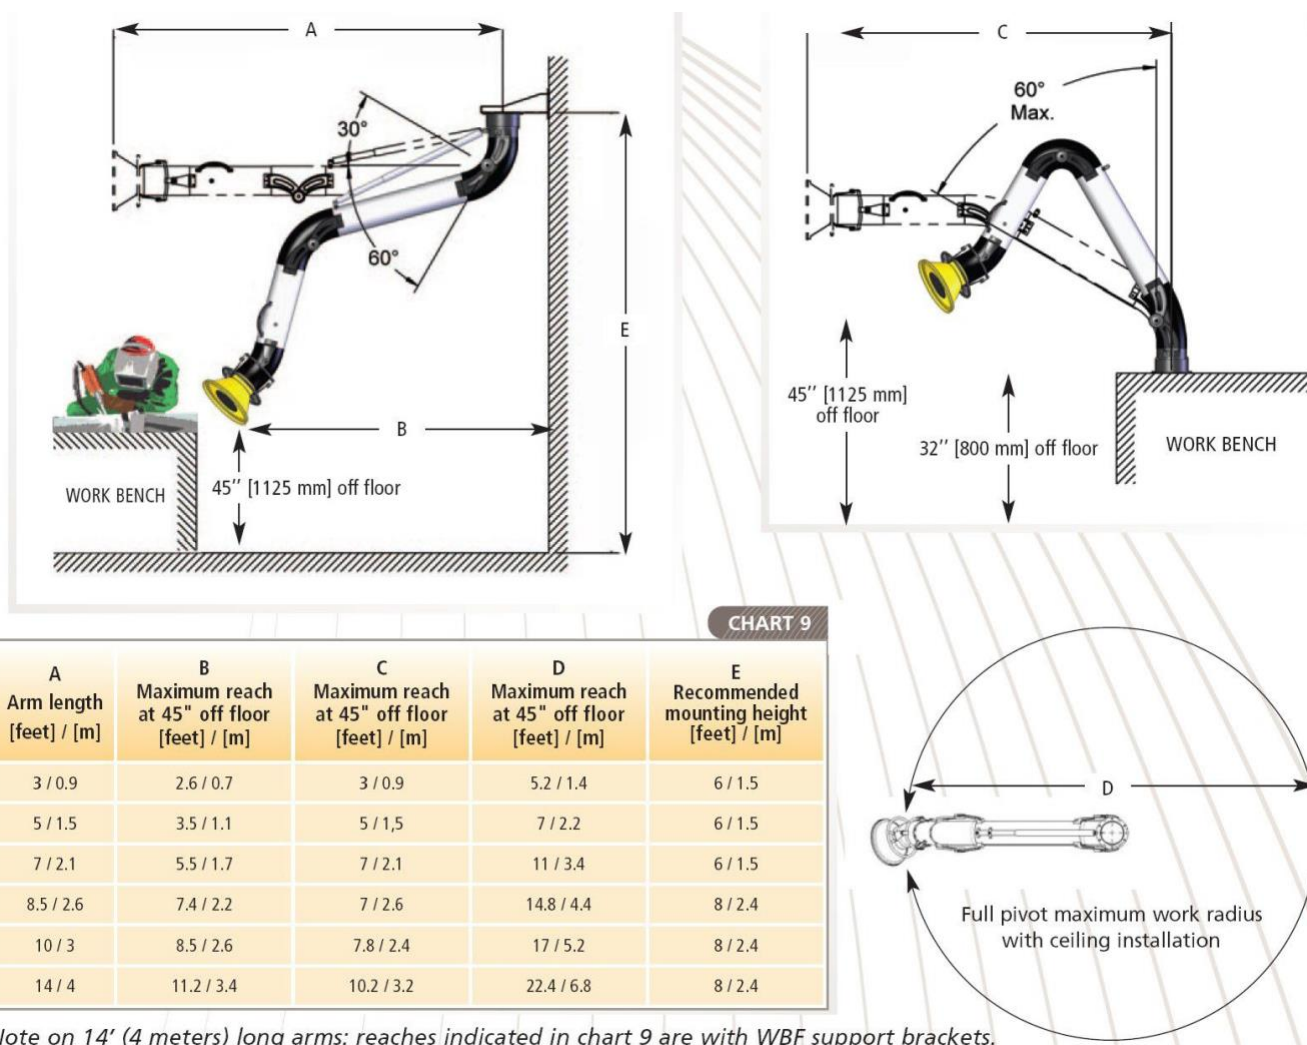 A
30°
60°
E
B
45’’ [1125 mm] off floor
WORK BENCH
C
60°
Max.
45’’ [1125 mm]
off floor
32’’ [800 mm] off floor
WORK BENCH
CHART 9
A
Arm length
[feet] / [m]
B
Maximum reach
at 45" off floor
[feet] / [m]
C
Maximum reach
at 45" off floor
[feet] / [m]
D
Maximum reach
at 45" off floor
[feet] / [m]
E
Recommended
mounting height
[feet] / [m]
3 / 0.9 2.6 / 0.7 3 / 0.9 5.2 / 1.4 6 / 1.5
5 / 1.5 3.5 / 1.1 5 / 1,5 7 / 2.2 6 / 1.5
7 / 2.1 5.5 / 1.7 7 / 2.1 11 / 3.4 6 / 1.5
8.5 / 2.6 7.4 / 2.2 7 / 2.6 14.8 / 4.4 8 / 2.4
10 / 3 8.5 / 2.6 7.8 / 2.4 17 / 5.2 8 / 2.4
14 / 4 11.2 / 3.4 10.2 / 3.2 22.4 / 6.8 8 / 2.4
D
Full pivot maximum work radius
with ceiling installation
Note on 14’ (4 meters) long arms: reaches indicated in chart 9 are with WBF support brackets.